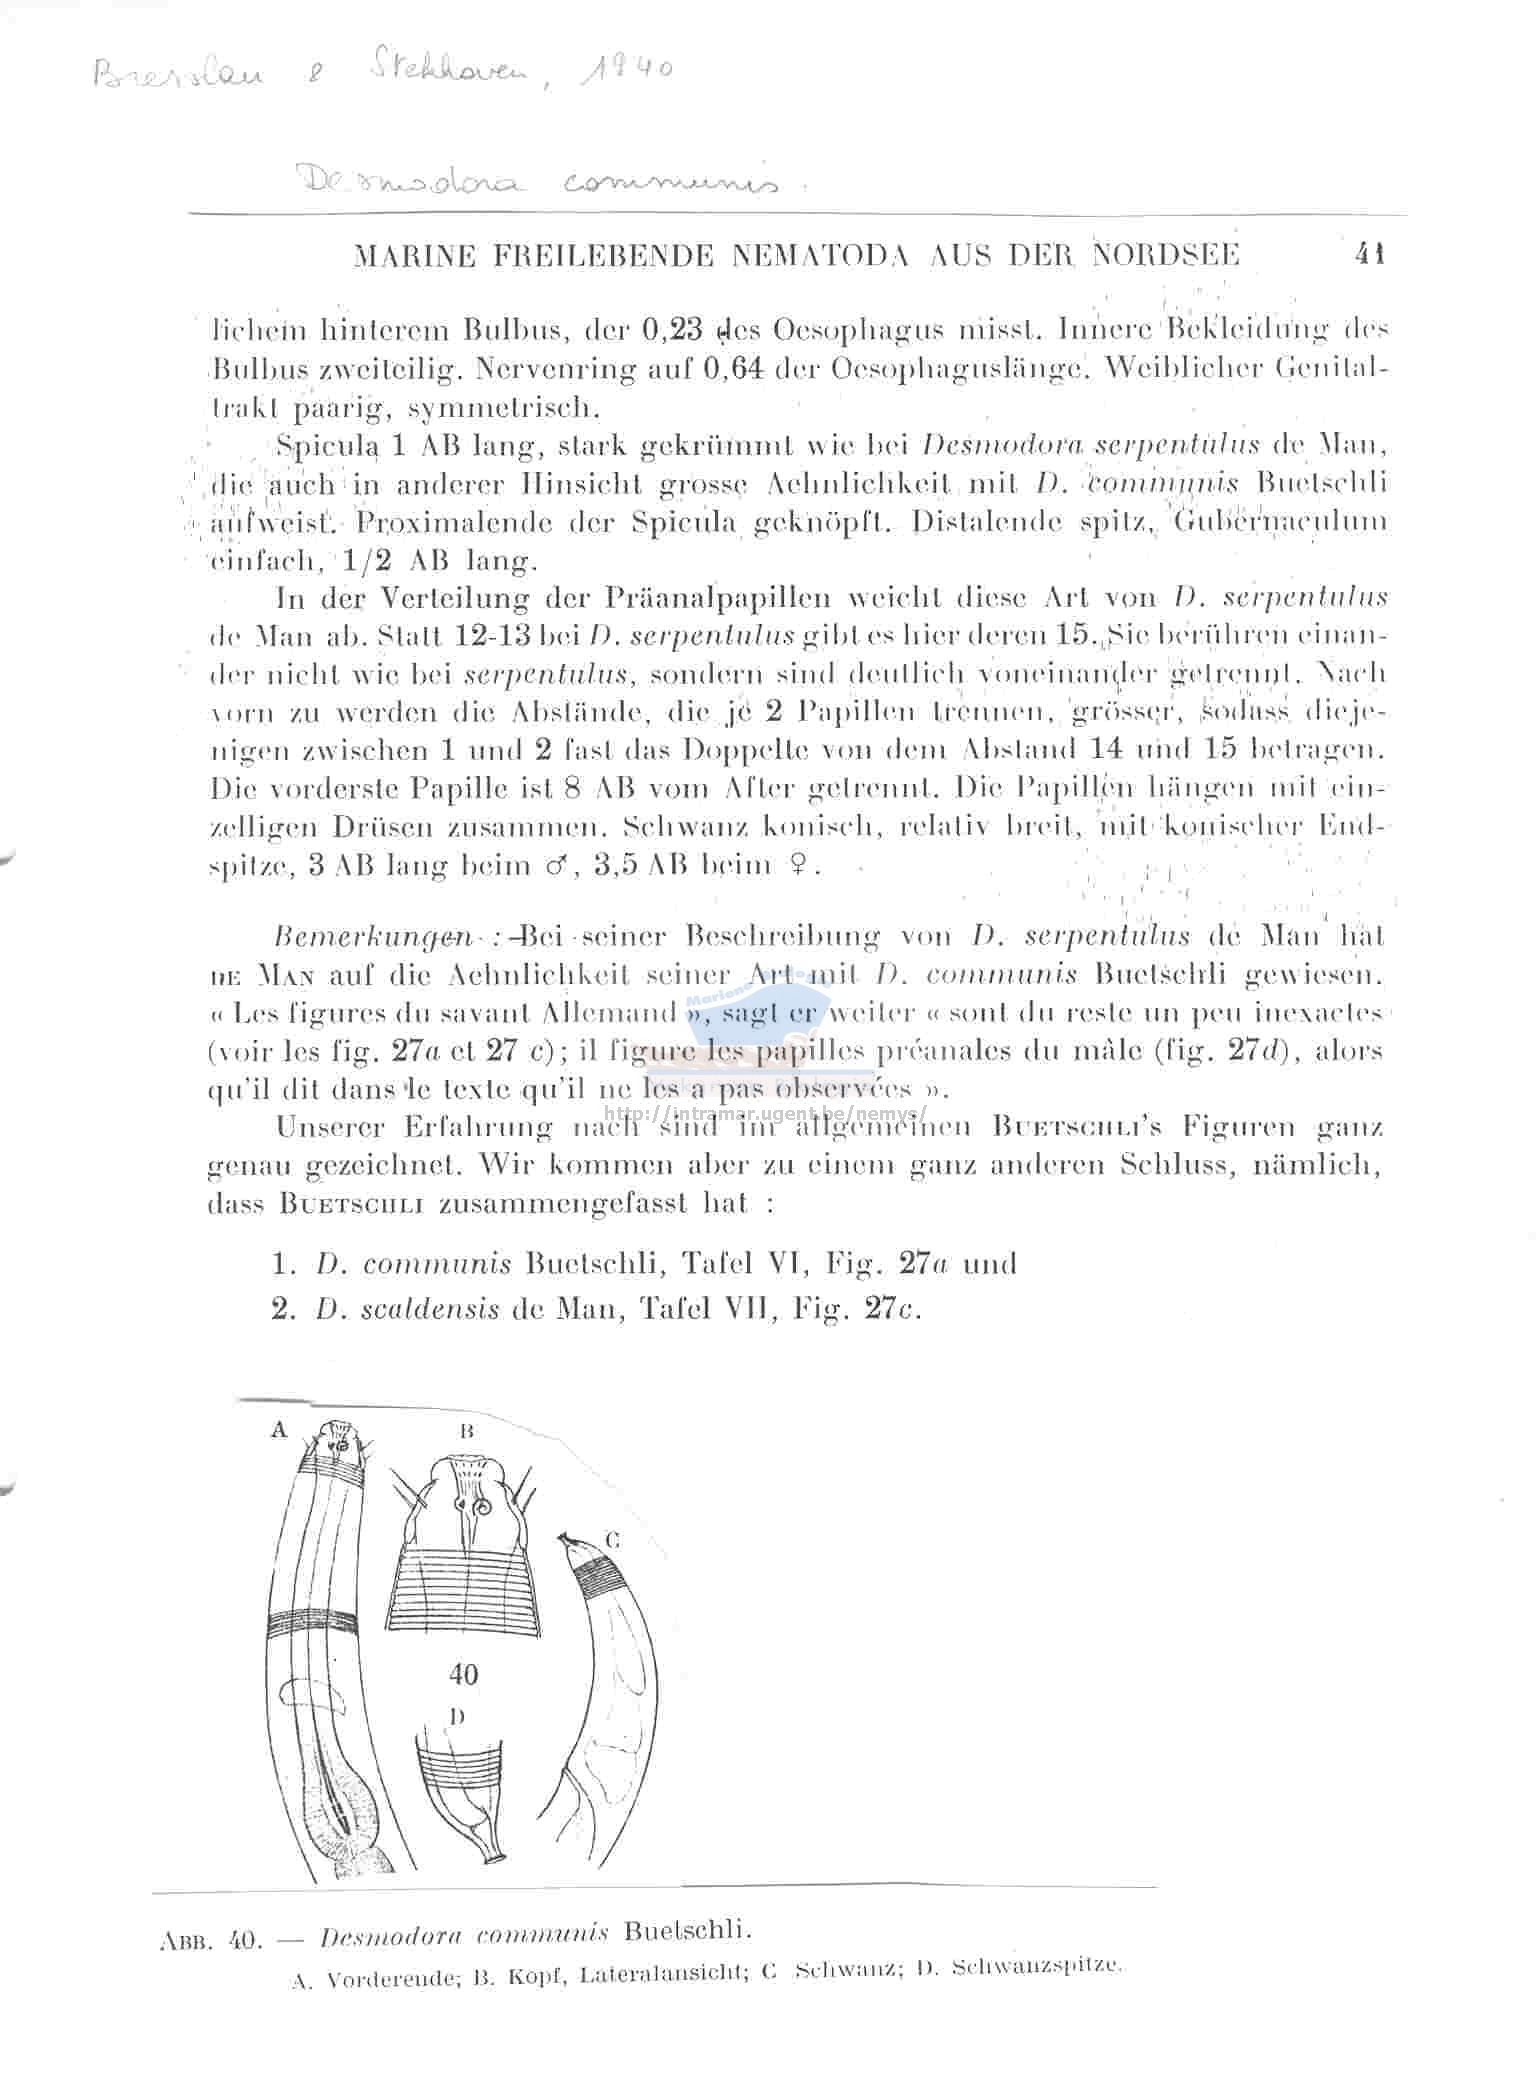 Bresslau & Stekhoven, 1940
Desmodora communis.
MARINE FREILEBENDE NEMATODA AUS DER NORDSEE 41
lichem hinterem Bulbus, der 0,23 des Oesophagus misst. Innere Bekleidung des
Bulbus zweiteilig. Nervenring auf 0,64 der Oesophaguslänge. Weiblicher Genital-
trakt paarig, symmetrisch.
Spicula 1 AB lang, stark gekrümmt wie bei Desmodora serpentulus de Man,
die auch in anderer Hinsicht grosse Aehnlichkeit mit D. communis Buetschli
aufweist. Proximalende der Spicula geknöpft. Distalende spitz, Gubernaculum
einfach, 1/2 AB lang.
In der Verteilung der Präanalpapillen weicht diese Art von D. serpentulus
de Man ab. Statt 12-13 bei D. serpentulus gibt es hier deren 15. Sie berühren einan-
der nicht wie bei serpentulus, sondern sind deutlich voneinander getrennt. Nach
vorn zu werden die Abstände, die je 2 Papillen trennen, grösser, sodass dieje-
nigen zwischen 1 und 2 fast das Doppelte von dem Abstand 14 und 15 betragen.
Die vorderste Papille ist 8 AB vom After getrennt. Die Papillen hängen mit ein-
zelligen Drüsen zusammen. Schwanz konisch, relativ breit, mit konischer End-
spitze, 3 AB lang beim ♂, 3,5 AB beim ♀.
Bemerkungen : Bei seiner Beschreibung von D. serpentulus de Man hat
DE MAN auf die Aehnlichkeit seiner Art mit D. communis Buetschli gewiesen.
« Les figures du savant Allemand », sagt er weiter « sont du reste un peu inexactes
(voir les fig. 27a et 27 c); il figure les papilles préanales du mâle (fig. 27d), alors
qu'il dit dans le texte qu'il ne les a pas observées ».
http://intramar.ugent.be/nemys/
Unserer Erfahrung nach sind im allgemeinen BUETSCHLI'S Figuren ganz
genau gezeichnet. Wir kommen aber zu einem ganz anderen Schluss, nämlich,
dass BUETSCHLI zusammengefasst hat :
1. D. communis Buetschli, Tafel VI, Fig. 27a und
2. D. scaldensis de Man, Tafel VII, Fig. 27c.
A
B
C
40
D
ABB. 40. — Desmodora communis Buetschli.
A. Vorderende; B. Kopf, Lateralansicht; C Schwanz; D. Schwanzspitze.